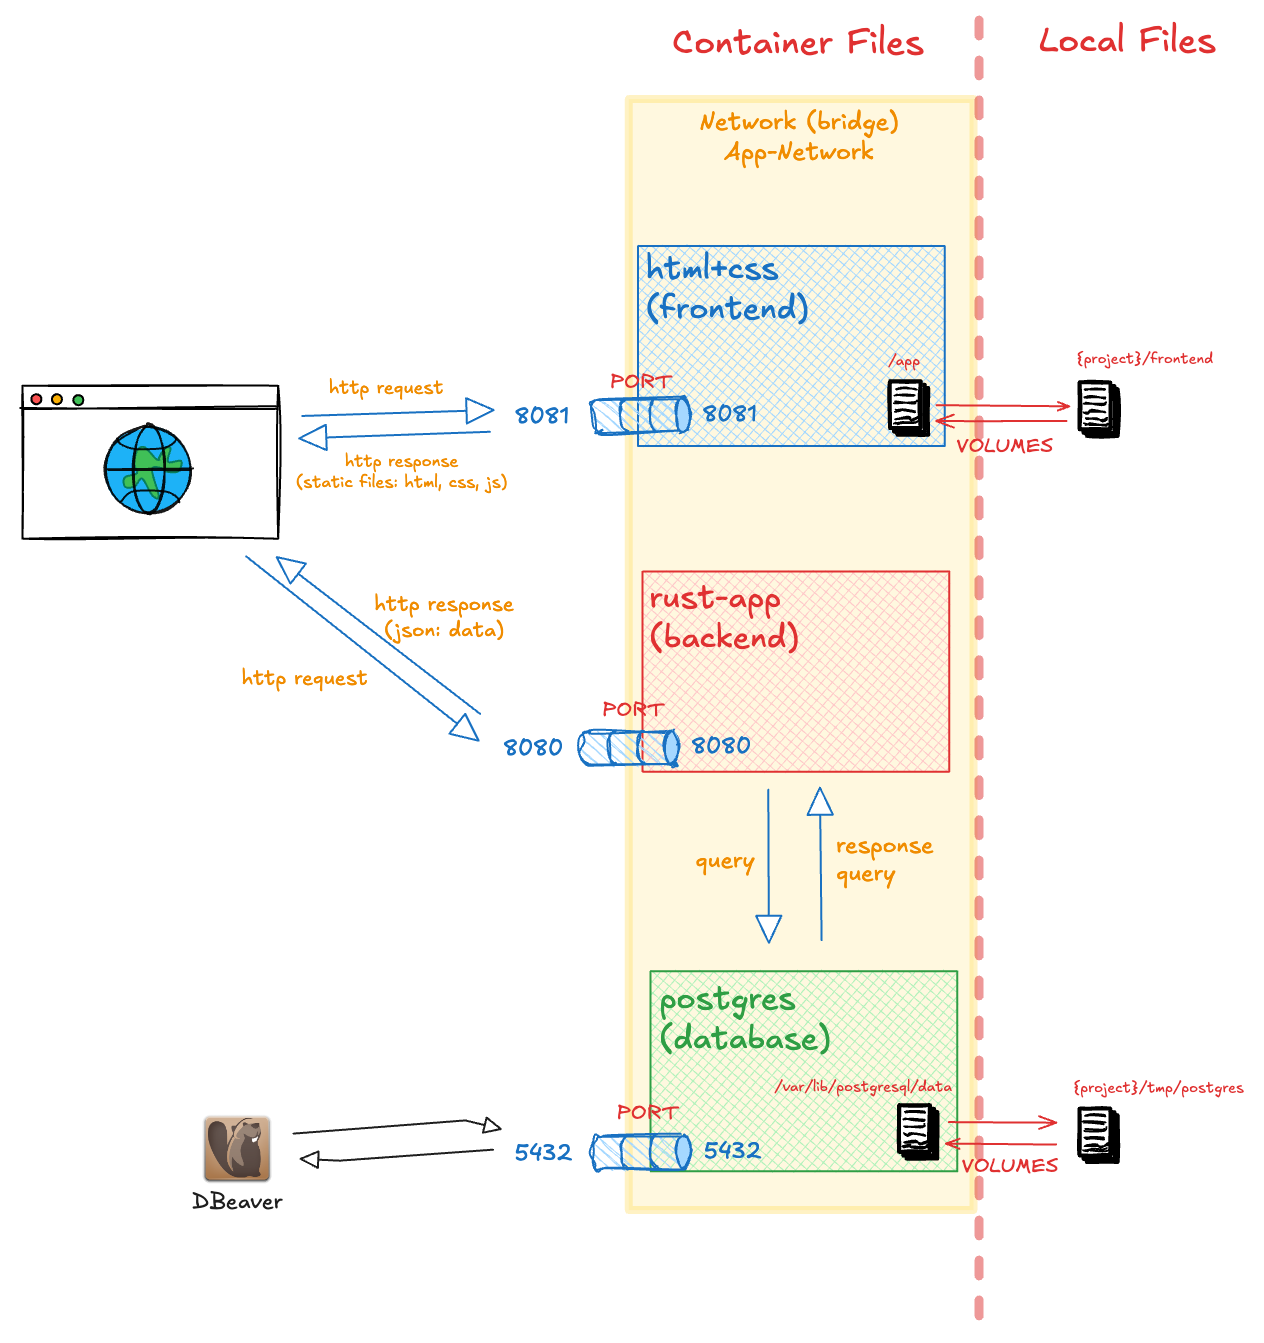 Container Files
Local Files
Network (bridge)
App-Network
html+css
(frontend)
/app
{project}/frontend
PORT
http request
8081
8081
VOLUMES
http response
(static files: html, css, js)
rust-app
(backend)
http response
(json: data)
http request
PORT
8080
8080
query
response
query
postgres
(database)
/var/lib/postgresql/data
{project}/tmp/postgres
PORT
5432
5432
VOLUMES
DBeaver